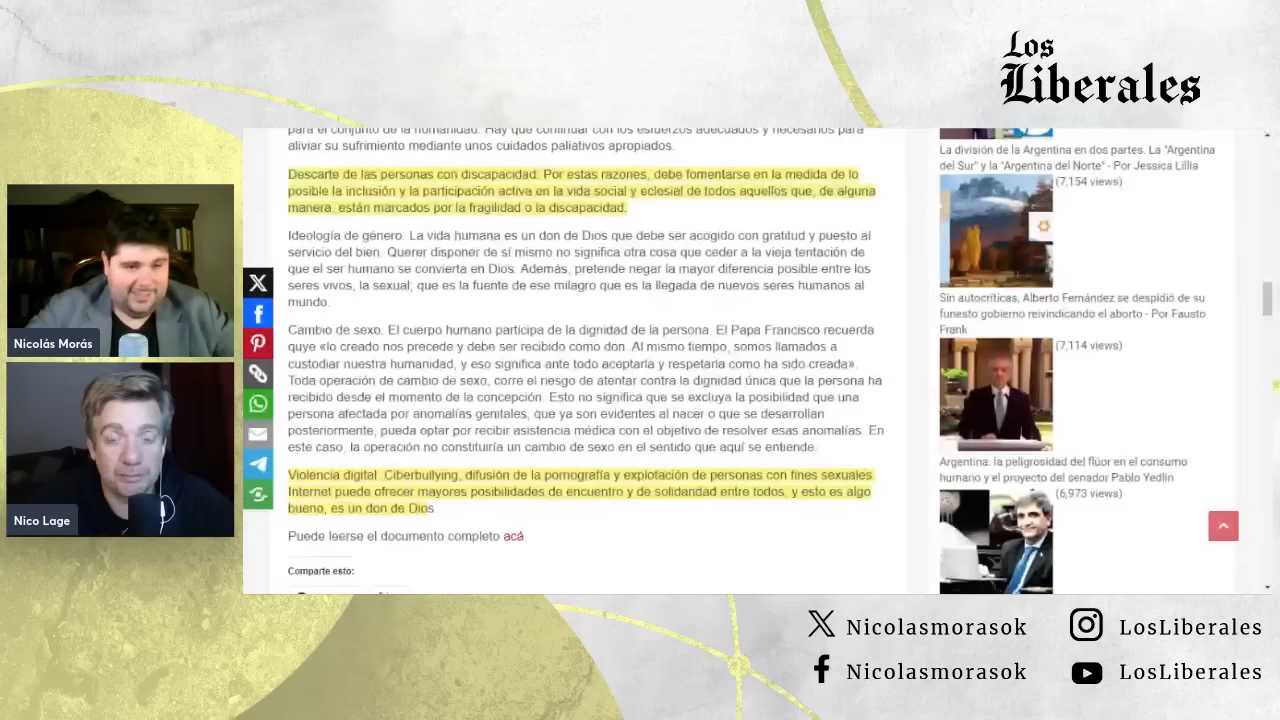 Los
Liberales
para el conjunto de la humanidad. Hay que continuar con los esfuerzos adecuados y necesarios para
aliviar su sufrimiento mediante unos cuidados paliativos apropiados.
Descarte de las personas con discapacidad. Por estas razones, debe fomentarse en la medida de lo
posible la inclusión y la participación activa en la vida social y eclesial de todos aquellos que, de alguna
manera, están marcados por la fragilidad o la discapacidad.
Ideología de género. La vida humana es un don de Dios que debe ser acogido con gratitud y puesto al
servicio del bien. Querer disponer de sí mismo no significa otra cosa que ceder a la vieja tentación de
que el ser humano se convierta en Dios. Además, pretende negar la mayor diferencia posible entre los
seres vivos, la sexual; que es la fuente de ese milagro que es la llegada de nuevos seres humanos al
mundo.
Cambio de sexo. El cuerpo humano participa de la dignidad de la persona. El Papa Francisco recuerda
quye «lo creado nos precede y debe ser recibido como don. Al mismo tiempo, somos llamados a
custodiar nuestra humanidad, y eso significa ante todo aceptarla y respetarla como ha sido creada».
Toda operación de cambio de sexo, corre el riesgo de atentar contra la dignidad única que la persona ha
recibido desde el momento de la concepción. Esto no significa que se excluya la posibilidad que una
persona afectada por anomalías genitales, que ya son evidentes al nacer o que se desarrollan
posteriormente, pueda optar por recibir asistencia médica con el objetivo de resolver esas anomalías. En
este caso, la operación no constituiría un cambio de sexo en el sentido que aquí se entiende.
Violencia digital. Ciberbullying, difusión de la pornografía y explotación de personas con fines sexuales.
Internet puede ofrecer mayores posibilidades de encuentro y de solidaridad entre todos, y esto es algo
bueno, es un don de Dios
Puede leerse el documento completo acá
Comparte esto:
La división de la Argentina en dos partes. La "Argentina
del Sur" y la "Argentina del Norte" - Por Jessica Lillia
(7,154 views)
Sin autocríticas, Alberto Fernández se despidió de su
funesto gobierno reivindicando el aborto - Por Fausto
Frank
(7,114 views)
Argentina: la peligrosidad del flúor en el consumo
humano y el proyecto del senador Pablo Yedlin
(6,973 views)
Nicolás Morás
Nico Lage
Nicolasmorasok
LosLiberales
Nicolasmorasok
LosLiberales